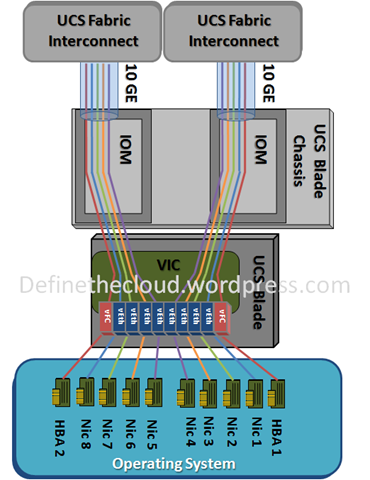 UCS Fabric
Interconnect
UCS Fabric
Interconnect
10 GE
10 GE
IOM
IOM
UCS Blade
Chassis
VIC
UCS Blade
Definethecloud.wordpress.com
vFC
vEth
vEth
vEth
vEth
vEth
vEth
vEth
vEth
vFC
HBA 2
Nic 8
Nic 7
Nic 6
Nic 5
Nic 4
Nic 3
Nic 2
Nic 1
HBA 1
Operating System